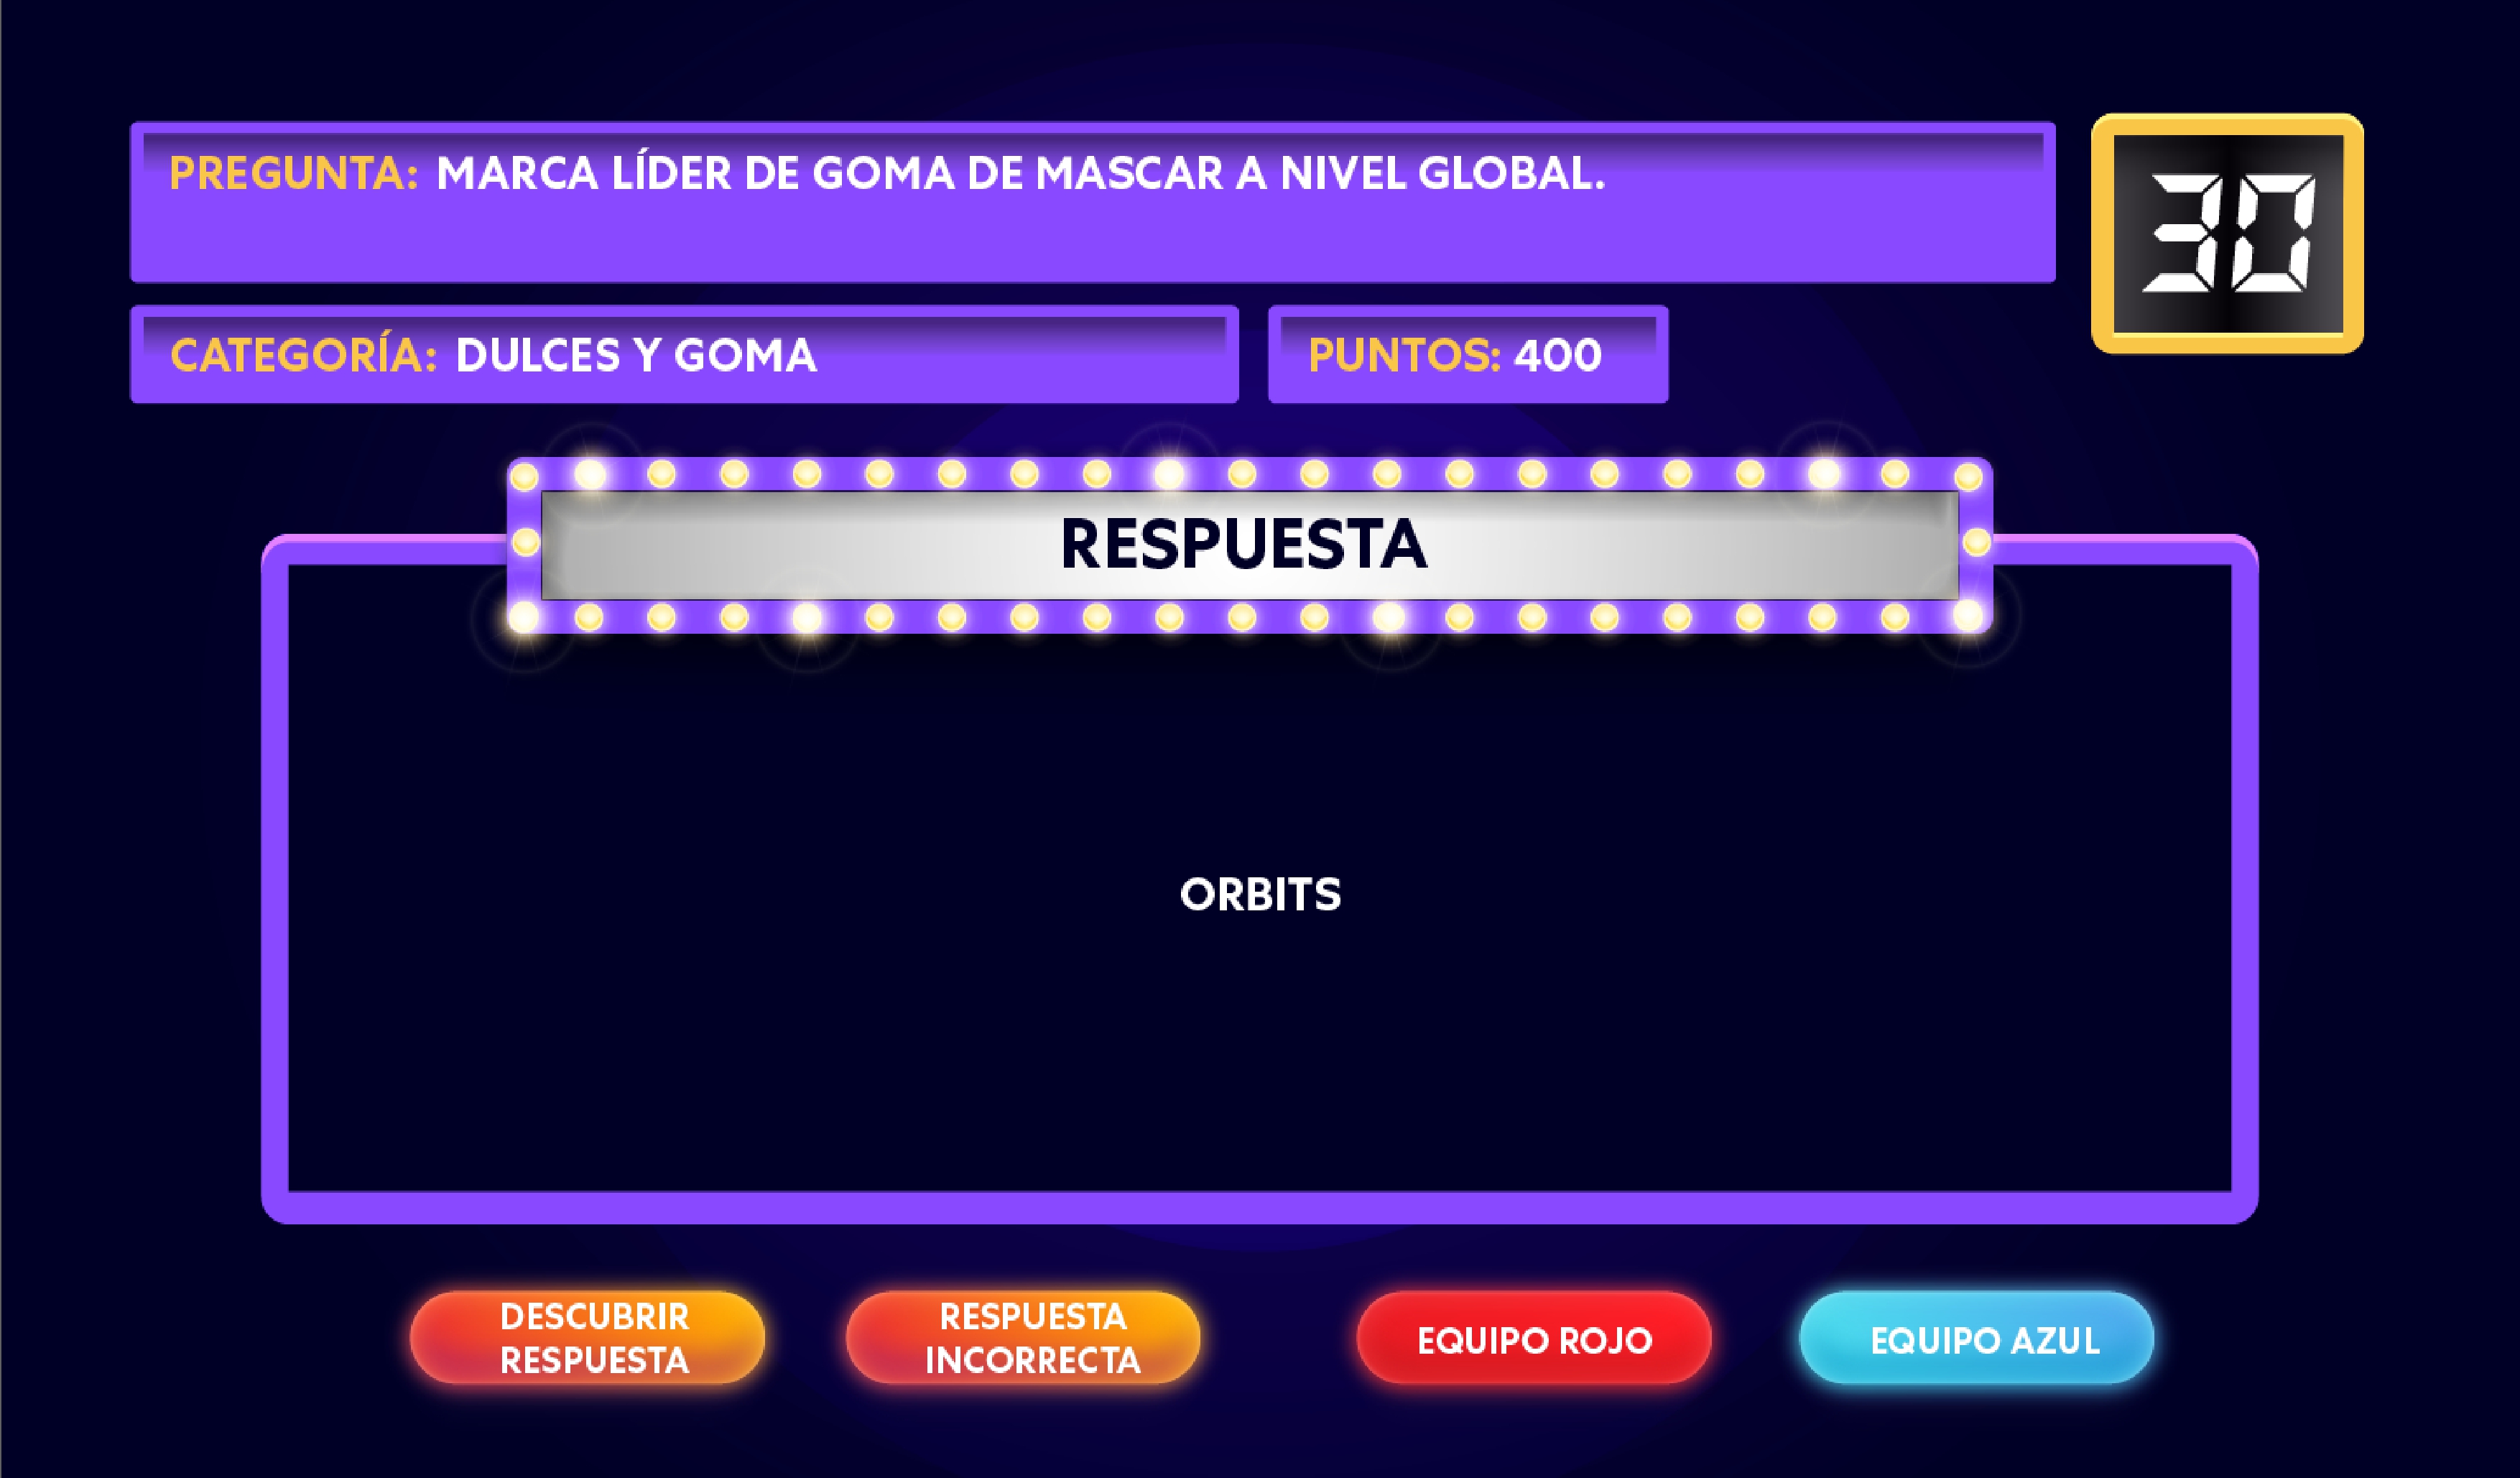 PREGUNTA: MARCA LÍDER DE GOMA DE MASCAR A NIVEL GLOBAL.
30
CATEGORÍA: DULCES Y GOMA
PUNTOS: 400
RESPUESTA
ORBITS
DESCUBRIR
RESPUESTA
RESPUESTA
INCORRECTA
EQUIPO ROJO
EQUIPO AZUL